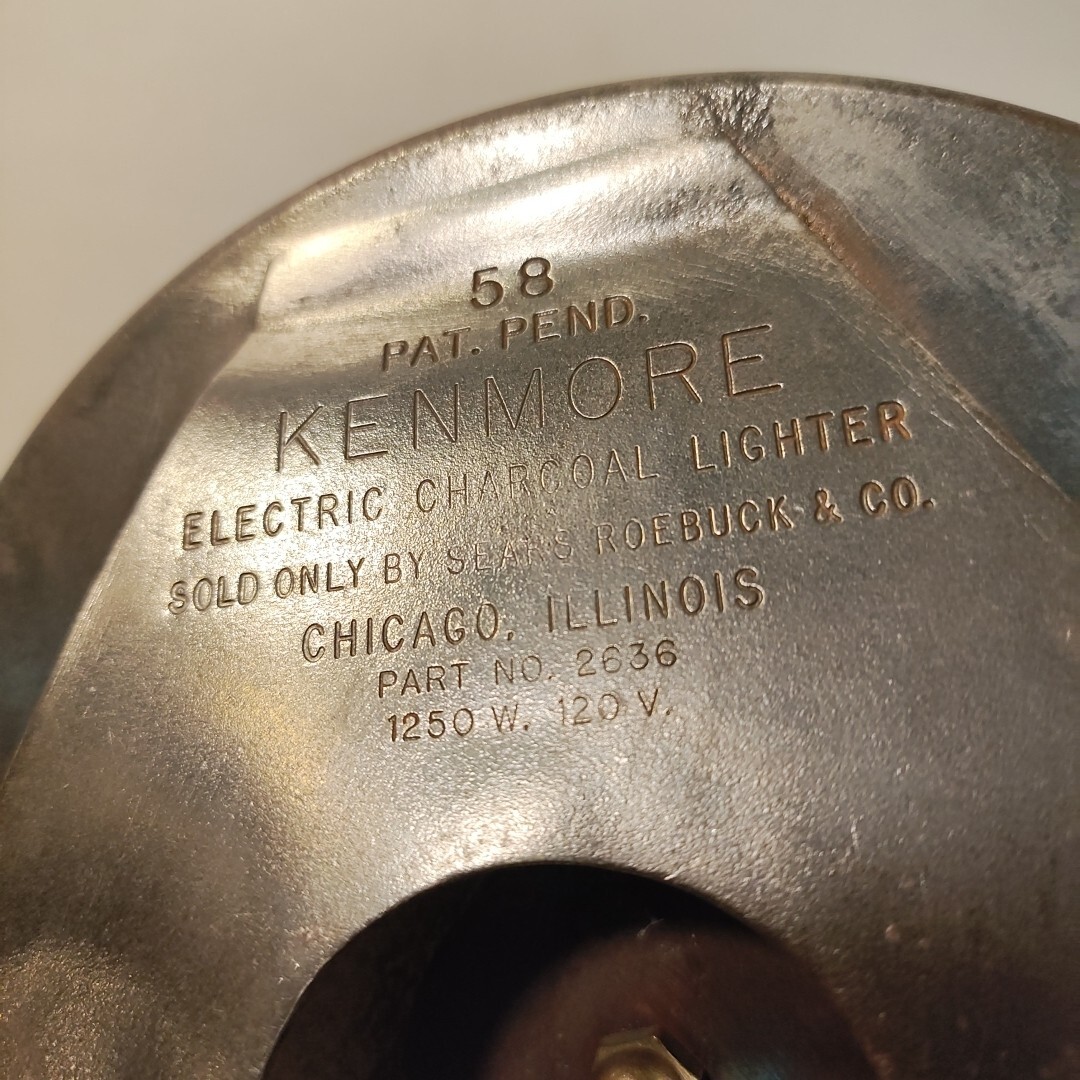 58
PAT. PEND.
KENMORE
ELECTRIC CHARCOAL LIGHTER
SOLD ONLY BY SEARS ROEBUCK & CO.
CHICAGO, ILLINOIS
PART NO. 2636
1250 W. 120 V.